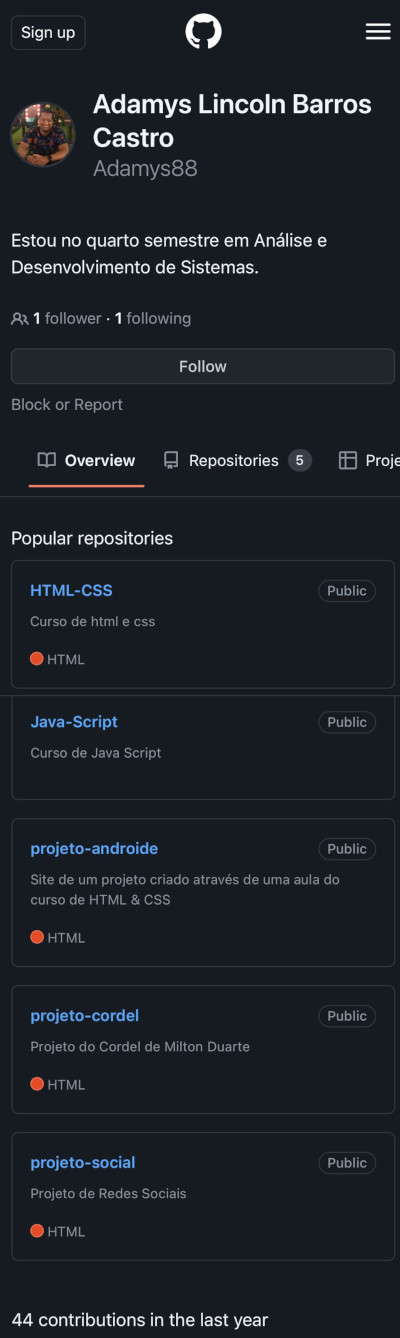 Sign up
Adamys Lincoln Barros
Castro
Adamys88
Estou no quarto semestre em Análise e
Desenvolvimento de Sistemas.
1 follower · 1 following
Follow
Block or Report
Overview Repositories 5 Proje
Popular repositories
HTML-CSS Public
Curso de html e css
HTML
Java-Script Public
Curso de Java Script
projeto-androide Public
Site de um projeto criado através de uma aula do
curso de HTML & CSS
HTML
projeto-cordel Public
Projeto do Cordel de Milton Duarte
HTML
projeto-social Public
Projeto de Redes Sociais
HTML
44 contributions in the last year